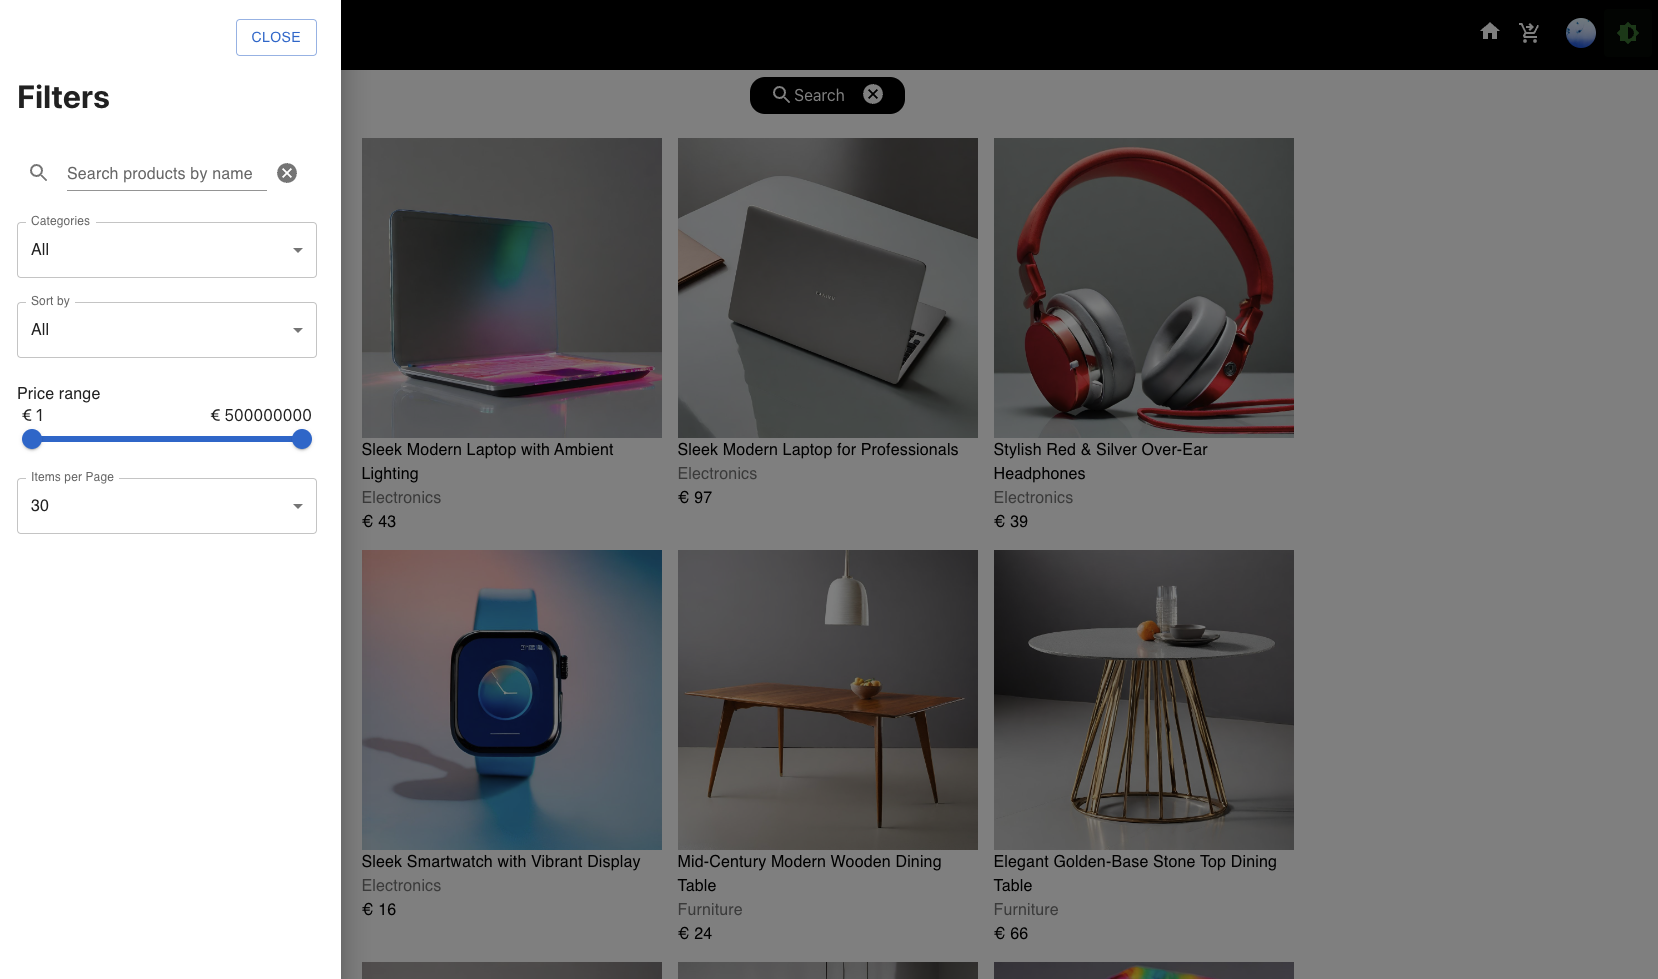 CLOSE
Filters
Search products by name
Categories
All
Sort by
All
Price range
€ 1
€ 500000000
Items per Page
30
Search
Sleek Modern Laptop with Ambient
Lighting
Electronics
€ 43
Sleek Modern Laptop for Professionals
Electronics
€ 97
Stylish Red & Silver Over-Ear
Headphones
Electronics
€ 39
Sleek Smartwatch with Vibrant Display
Electronics
€ 16
Mid-Century Modern Wooden Dining
Table
Furniture
€ 24
Elegant Golden-Base Stone Top Dining
Table
Furniture
€ 66